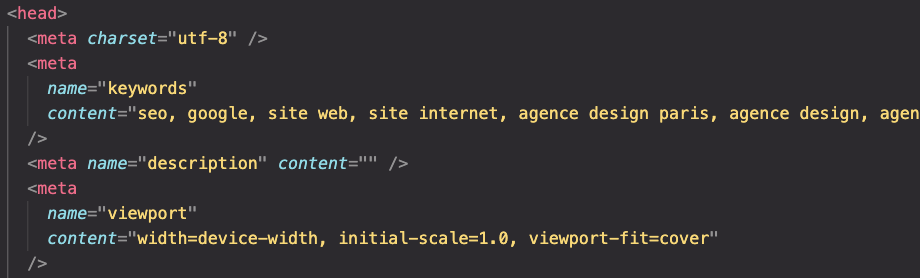 <head>
<meta charset="utf-8" />
<meta
name="keywords"
content="seo, google, site web, site internet, agence design paris, agence design, agen
/>
<meta name="description" content="" />
<meta
name="viewport"
content="width=device-width, initial-scale=1.0, viewport-fit=cover"
/>